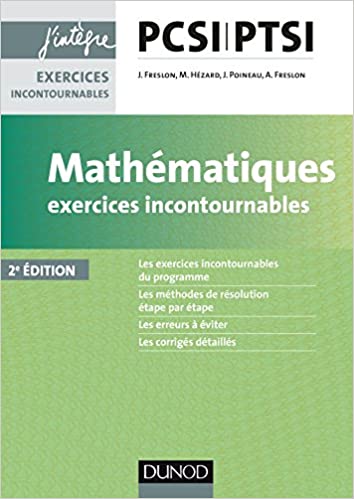 j'intègre
PCSI|PTSI
EXERCICES
INCONTOURNABLES
J. FRESLON, M. HÉZARD, J. POINEAU, A. FRESLON
Mathématiques
exercices incontournables
2e ÉDITION
Les exercices incontournables
du programme
Les méthodes de résolution
étape par étape
Les erreurs à éviter
Les corrigés détaillés
DUNOD